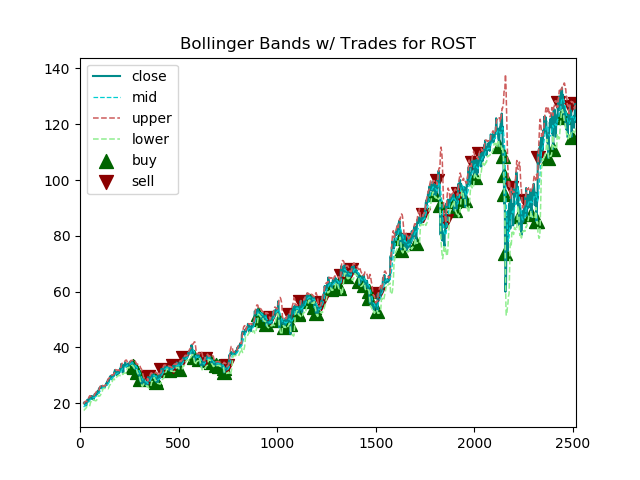 Bollinger Bands w/ Trades for ROST
140
120
100
80
60
40
20
close
mid
upper
lower
buy
sell
0 500 1000 1500 2000 2500